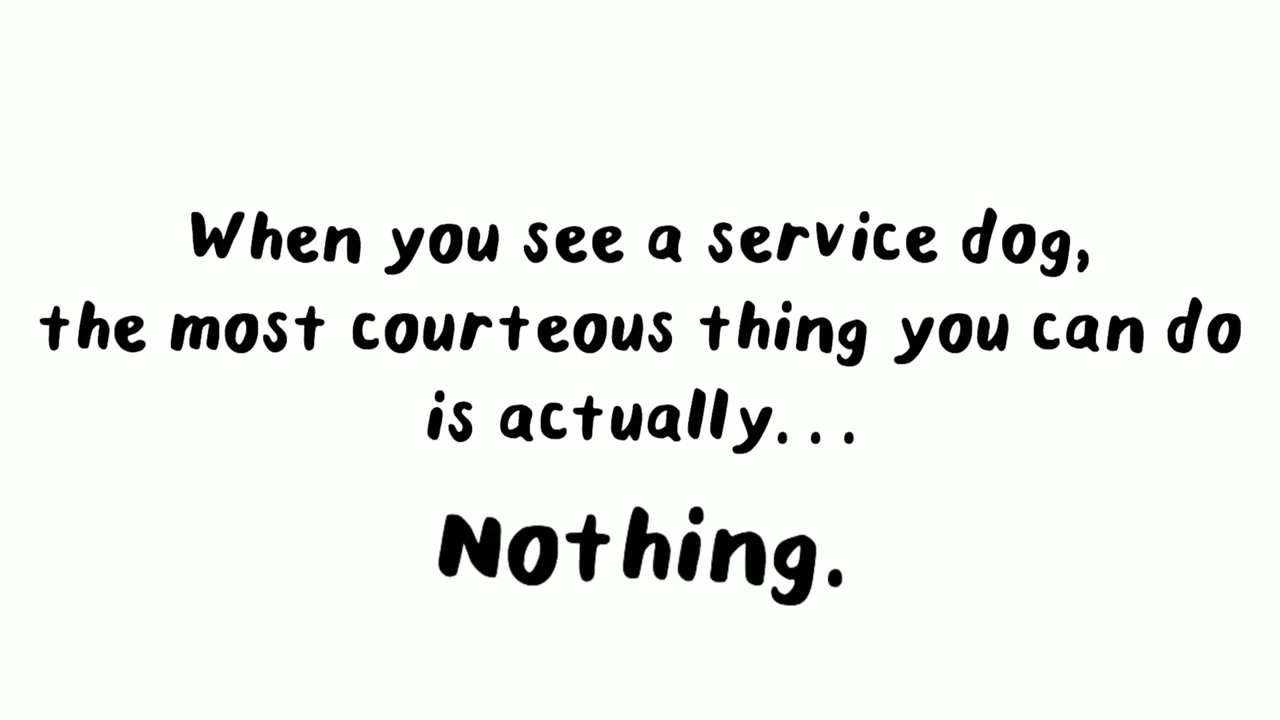 When you see a service dog,
the most courteous thing you can do
is actually...
Nothing.